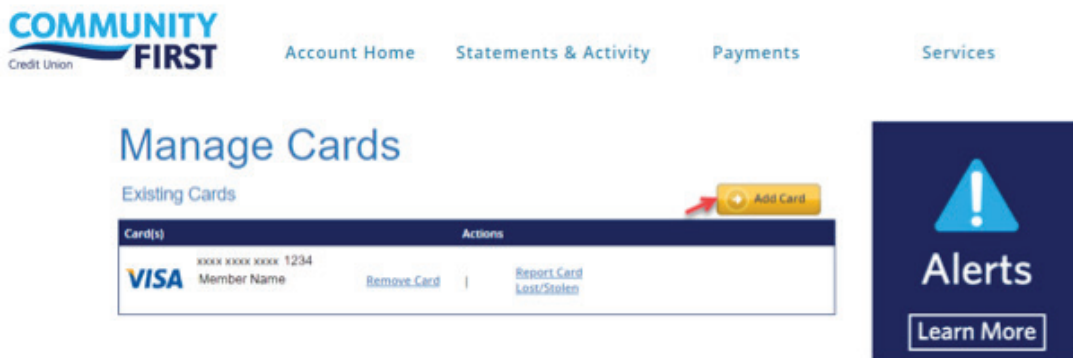 COMMUNITY
FIRST
Credit Union
Account Home Statements & Activity Payments Services
Manage Cards
Existing Cards
Add Card
Card(s) Actions
VISA
xxxx xxxx xxxx 1234
Member Name
Remove Card | Report Card
Lost/Stolen
!
Alerts
Learn More